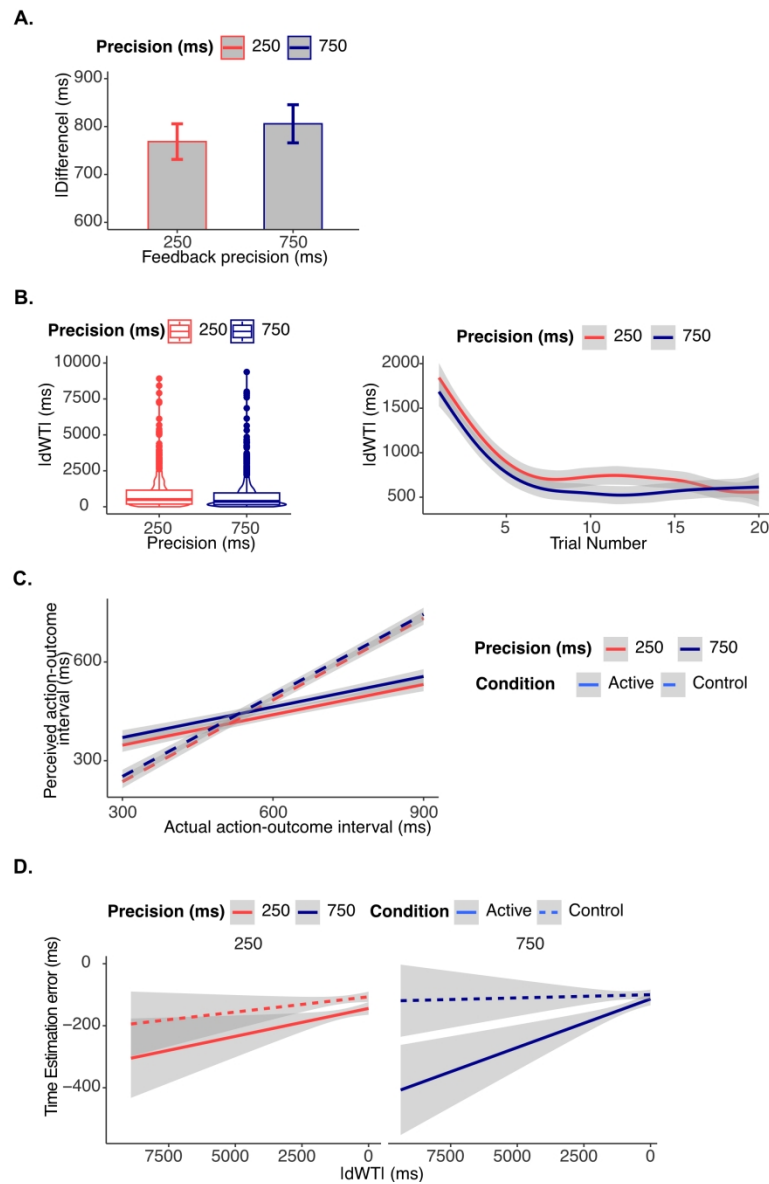 A.
Precision (ms) 250 750
|Difference| (ms)
900
800
700
600
250 750
Feedback precision (ms)
B.
Precision (ms) 250 750
|dWT| (ms)
10000
7500
5000
2500
0
250 750
Precision (ms)
Precision (ms) 250 750
|dWT| (ms)
2000
1500
1000
500
5 10 15 20
Trial Number
C.
Perceived action-outcome
interval (ms)
600
300
300 600 900
Actual action-outcome interval (ms)
Precision (ms) 250 750
Condition Active Control
D.
Precision (ms) 250 750 Condition Active Control
250 750
Time Estimation error (ms)
0
−200
−400
7500 5000 2500 0 7500 5000 2500 0
|dWT| (ms)